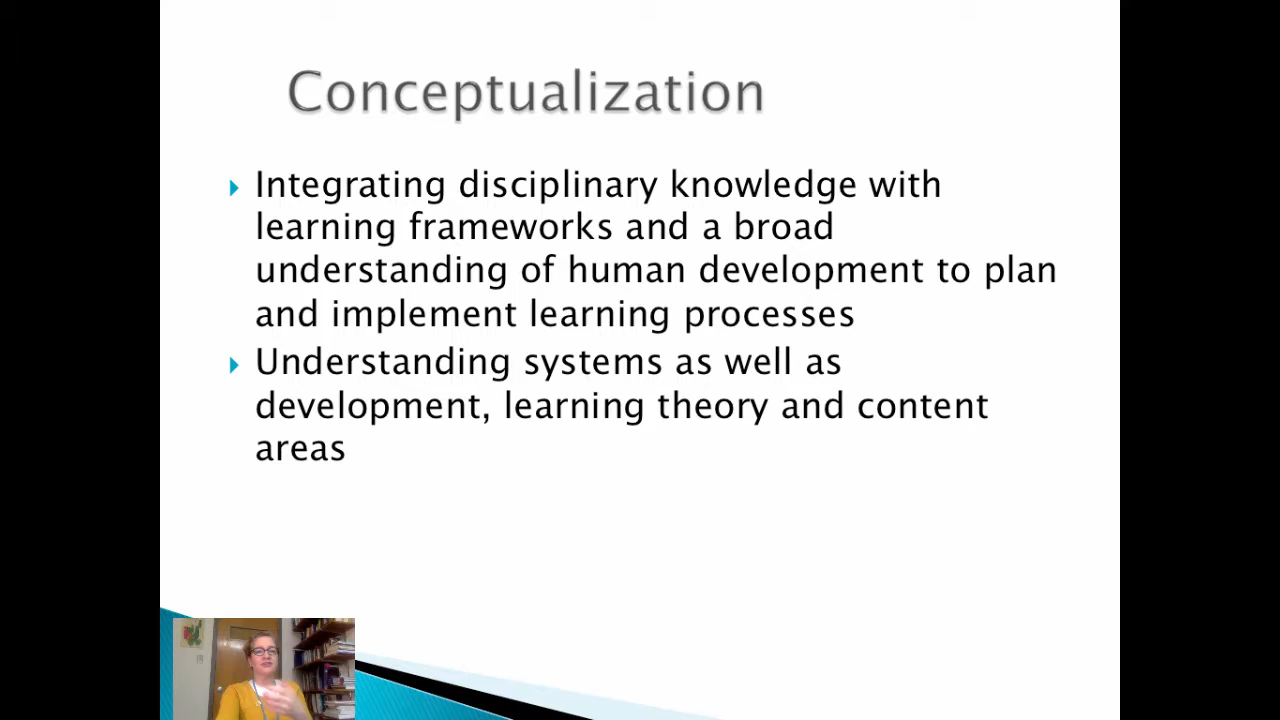 Conceptualization
Integrating disciplinary knowledge with
learning frameworks and a broad
understanding of human development to plan
and implement learning processes
Understanding systems as well as
development, learning theory and content
areas